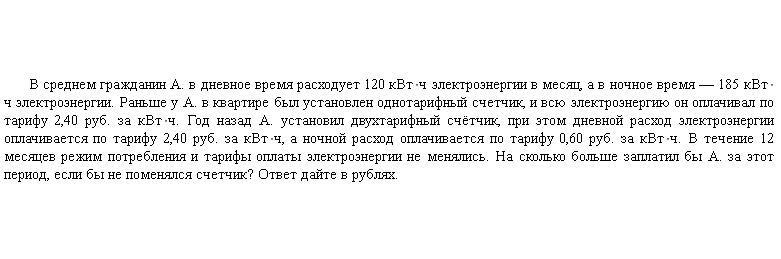 В среднем гражданин А. в дневное время расходует 120 кВт·ч электроэнергии в месяц, а в ночное время — 185 кВт·
ч электроэнергии. Раньше у А. в квартире был установлен однотарифный счетчик, и всю электроэнергию он оплачивал по
тарифу 2,40 руб. за кВт·ч. Год назад А. установил двухтарифный счётчик, при этом дневной расход электроэнергии
оплачивается по тарифу 2,40 руб. за кВт·ч, а ночной расход оплачивается по тарифу 0,60 руб. за кВт·ч. В течение 12
месяцев режим потребления и тарифы оплаты электроэнергии не менялись. На сколько больше заплатил бы А. за этот
период, если бы не поменялся счетчик? Ответ дайте в рублях.